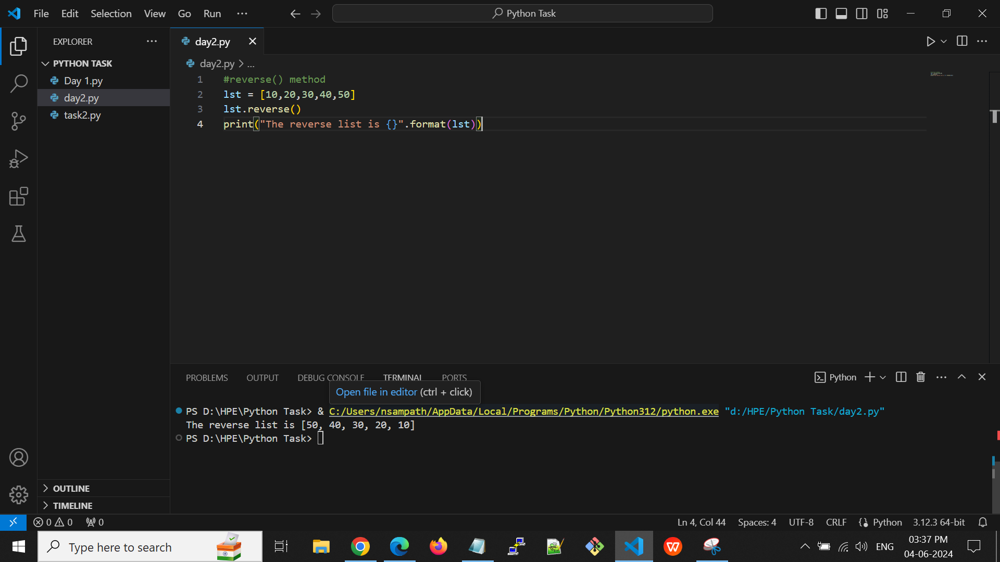 File Edit Selection View Go Run ···
Python Task
EXPLORER ···
PYTHON TASK
Day 1.py
day2.py
task2.py
OUTLINE
TIMELINE
day2.py
day2.py > ...
1 #reverse() method
2 lst = [10,20,30,40,50]
3 lst.reverse()
4 print("The reverse list is {}".format(lst))
PROBLEMS OUTPUT DEBUG CONSOLE TERMINAL PORTS
Python
Open file in editor (ctrl + click)
PS D:\HPE\Python Task> & C:/Users/nsampath/AppData/Local/Programs/Python/Python312/python.exe "d:/HPE/Python Task/day2.py"
The reverse list is [50, 40, 30, 20, 10]
PS D:\HPE\Python Task>
0 0 0
Ln 4, Col 44 Spaces: 4 UTF-8 CRLF Python 3.12.3 64-bit
Type here to search
ENG
03:37 PM
04-06-2024